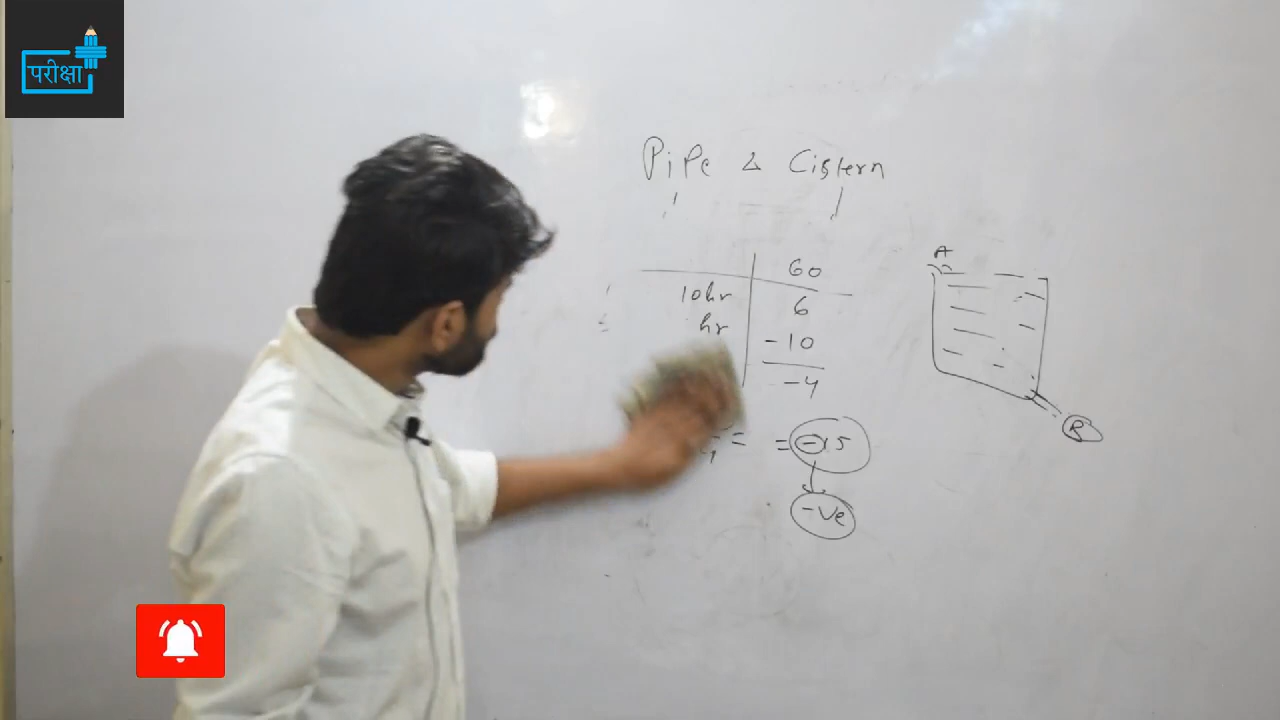 परीक्षा
Pipe & Cistern
60
10hr 6
hr -10
-4
A
= = -15
-ve
B